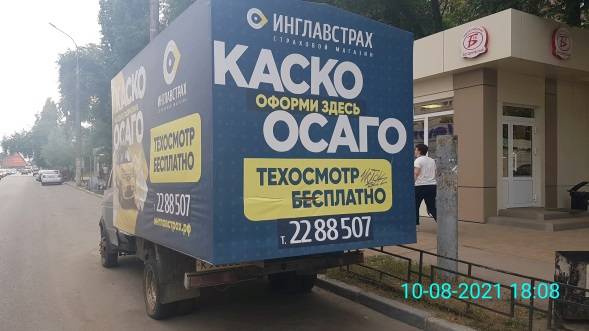 ИНГЛАВСТРАХ
СТРАХОВОЙ МАГАЗИН
КАСКО
ОФОРМИ ЗДЕСЬ
ОСАГО
ТЕХОСМОТР
БЕСПЛАТНО
т. 22 88 507
ИНГЛАВСТРАХ
КАСКО
ОФОРМИ
ОСАГО
ТЕХОСМОТР
БЕСПЛАТНО
т. 22 88 507
инглавстрах.рф
Б
10-08-2021 18:08